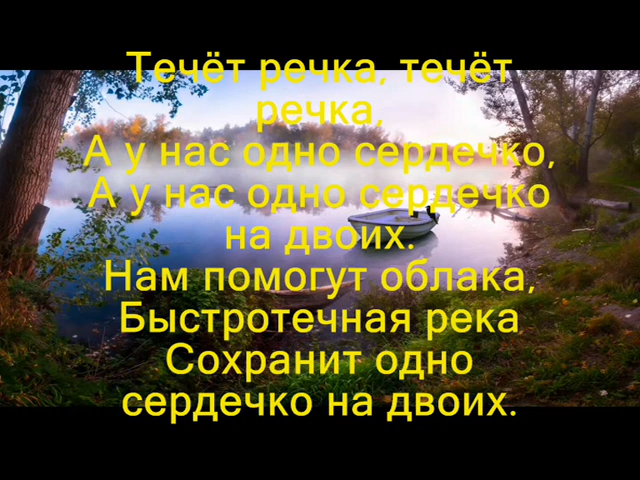 Течёт речка, течёт
речка,
А у нас одно сердечко,
А у нас одно сердечко
на двоих.
Нам помогут облака,
Быстротечная река
Сохранит одно
сердечко на двоих.